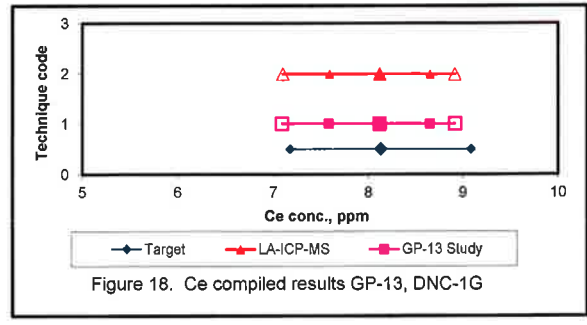 Technique code
3
2
1
0
5 6 7 8 9 10
Ce conc., ppm
Target LA-ICP-MS GP-13 Study
Figure 18. Ce compiled results GP-13, DNC-1G